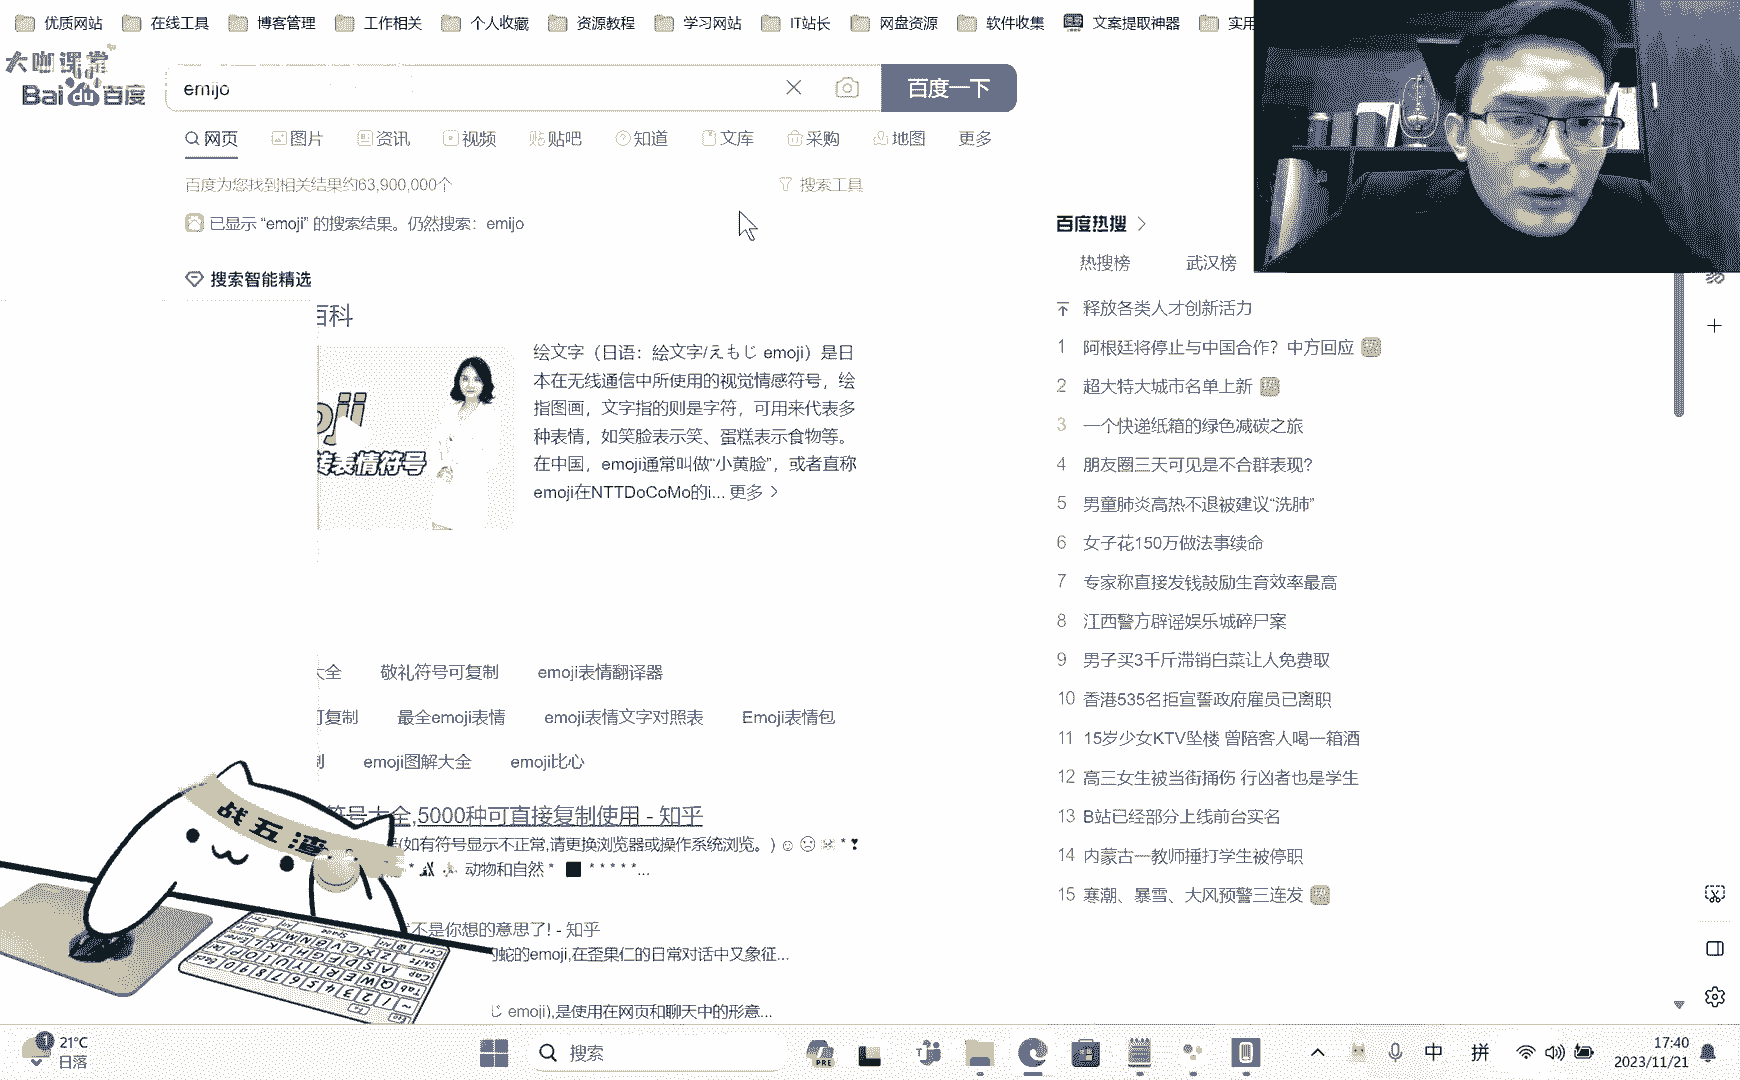 优质网站 在线工具 博客管理 工作相关 个人收藏 资源教程 学习网站 IT站长 网盘资源 软件收集 文案提取神器 实用
大咖课堂
Bai du 百度 emijo 百度一下
网页 图片 资讯 视频 贴吧 知道 文库 采购 地图 更多
百度为您找到相关结果约63,900,000个 搜索工具
已显示 “emoji” 的搜索结果。仍然搜索：emijo
搜索智能精选
百科
绘文字（日语：绘文字/えもじ emoji）是日
本在无线通信中所使用的视觉情感符号，绘
指图画，文字指的则是字符，可用来代表多
种表情，如笑脸表示笑、蛋糕表示食物等。
在中国，emoji通常叫做“小黄脸”，或者直称
emoji在NTTDoCoMo的i... 更多
oji
表情符号
大全 敬礼符号可复制 emoji表情翻译器
可复制 最全emoji表情 emoji表情文字对照表 Emoji表情包
emoji图解大全 emoji比心
符号大全,5000种可直接复制使用 - 知乎
(如有符号显示不正常,请更换浏览器或操作系统浏览。) ☺ ☹
动物和自然 * ■ * * * * *...
不是你想的意思了! - 知乎
的蛇的emoji,在歪果仁的日常对话中又象征...
じ emoji),是使用在网页和聊天中的形意...
百度热搜
热搜榜 武汉榜
释放各类人才创新活力
1 阿根廷将停止与中国合作？中方回应 热
2 超大特大城市名单上新 热
3 一个快递纸箱的绿色减碳之旅
4 朋友圈三天可见是不合群表现？
5 男童肺炎高热不退被建议“洗肺”
6 女子花150万做法事续命
7 专家称直接发钱鼓励生育效率最高
8 江西警方辟谣娱乐城碎尸案
9 男子买3千斤滞销白菜让人免费取
10 香港535名拒宣誓政府雇员已离职
11 15岁少女KTV坠楼 曾陪客人喝一箱酒
12 高三女生被当街捅伤 行凶者也是学生
13 B站已经部分上线前台实名
14 内蒙古一教师捶打学生被停职
15 寒潮、暴雪、大风预警三连发
战五渣
1 21°C
日落
搜索
PRE
中 拼
17:40
2023/11/21